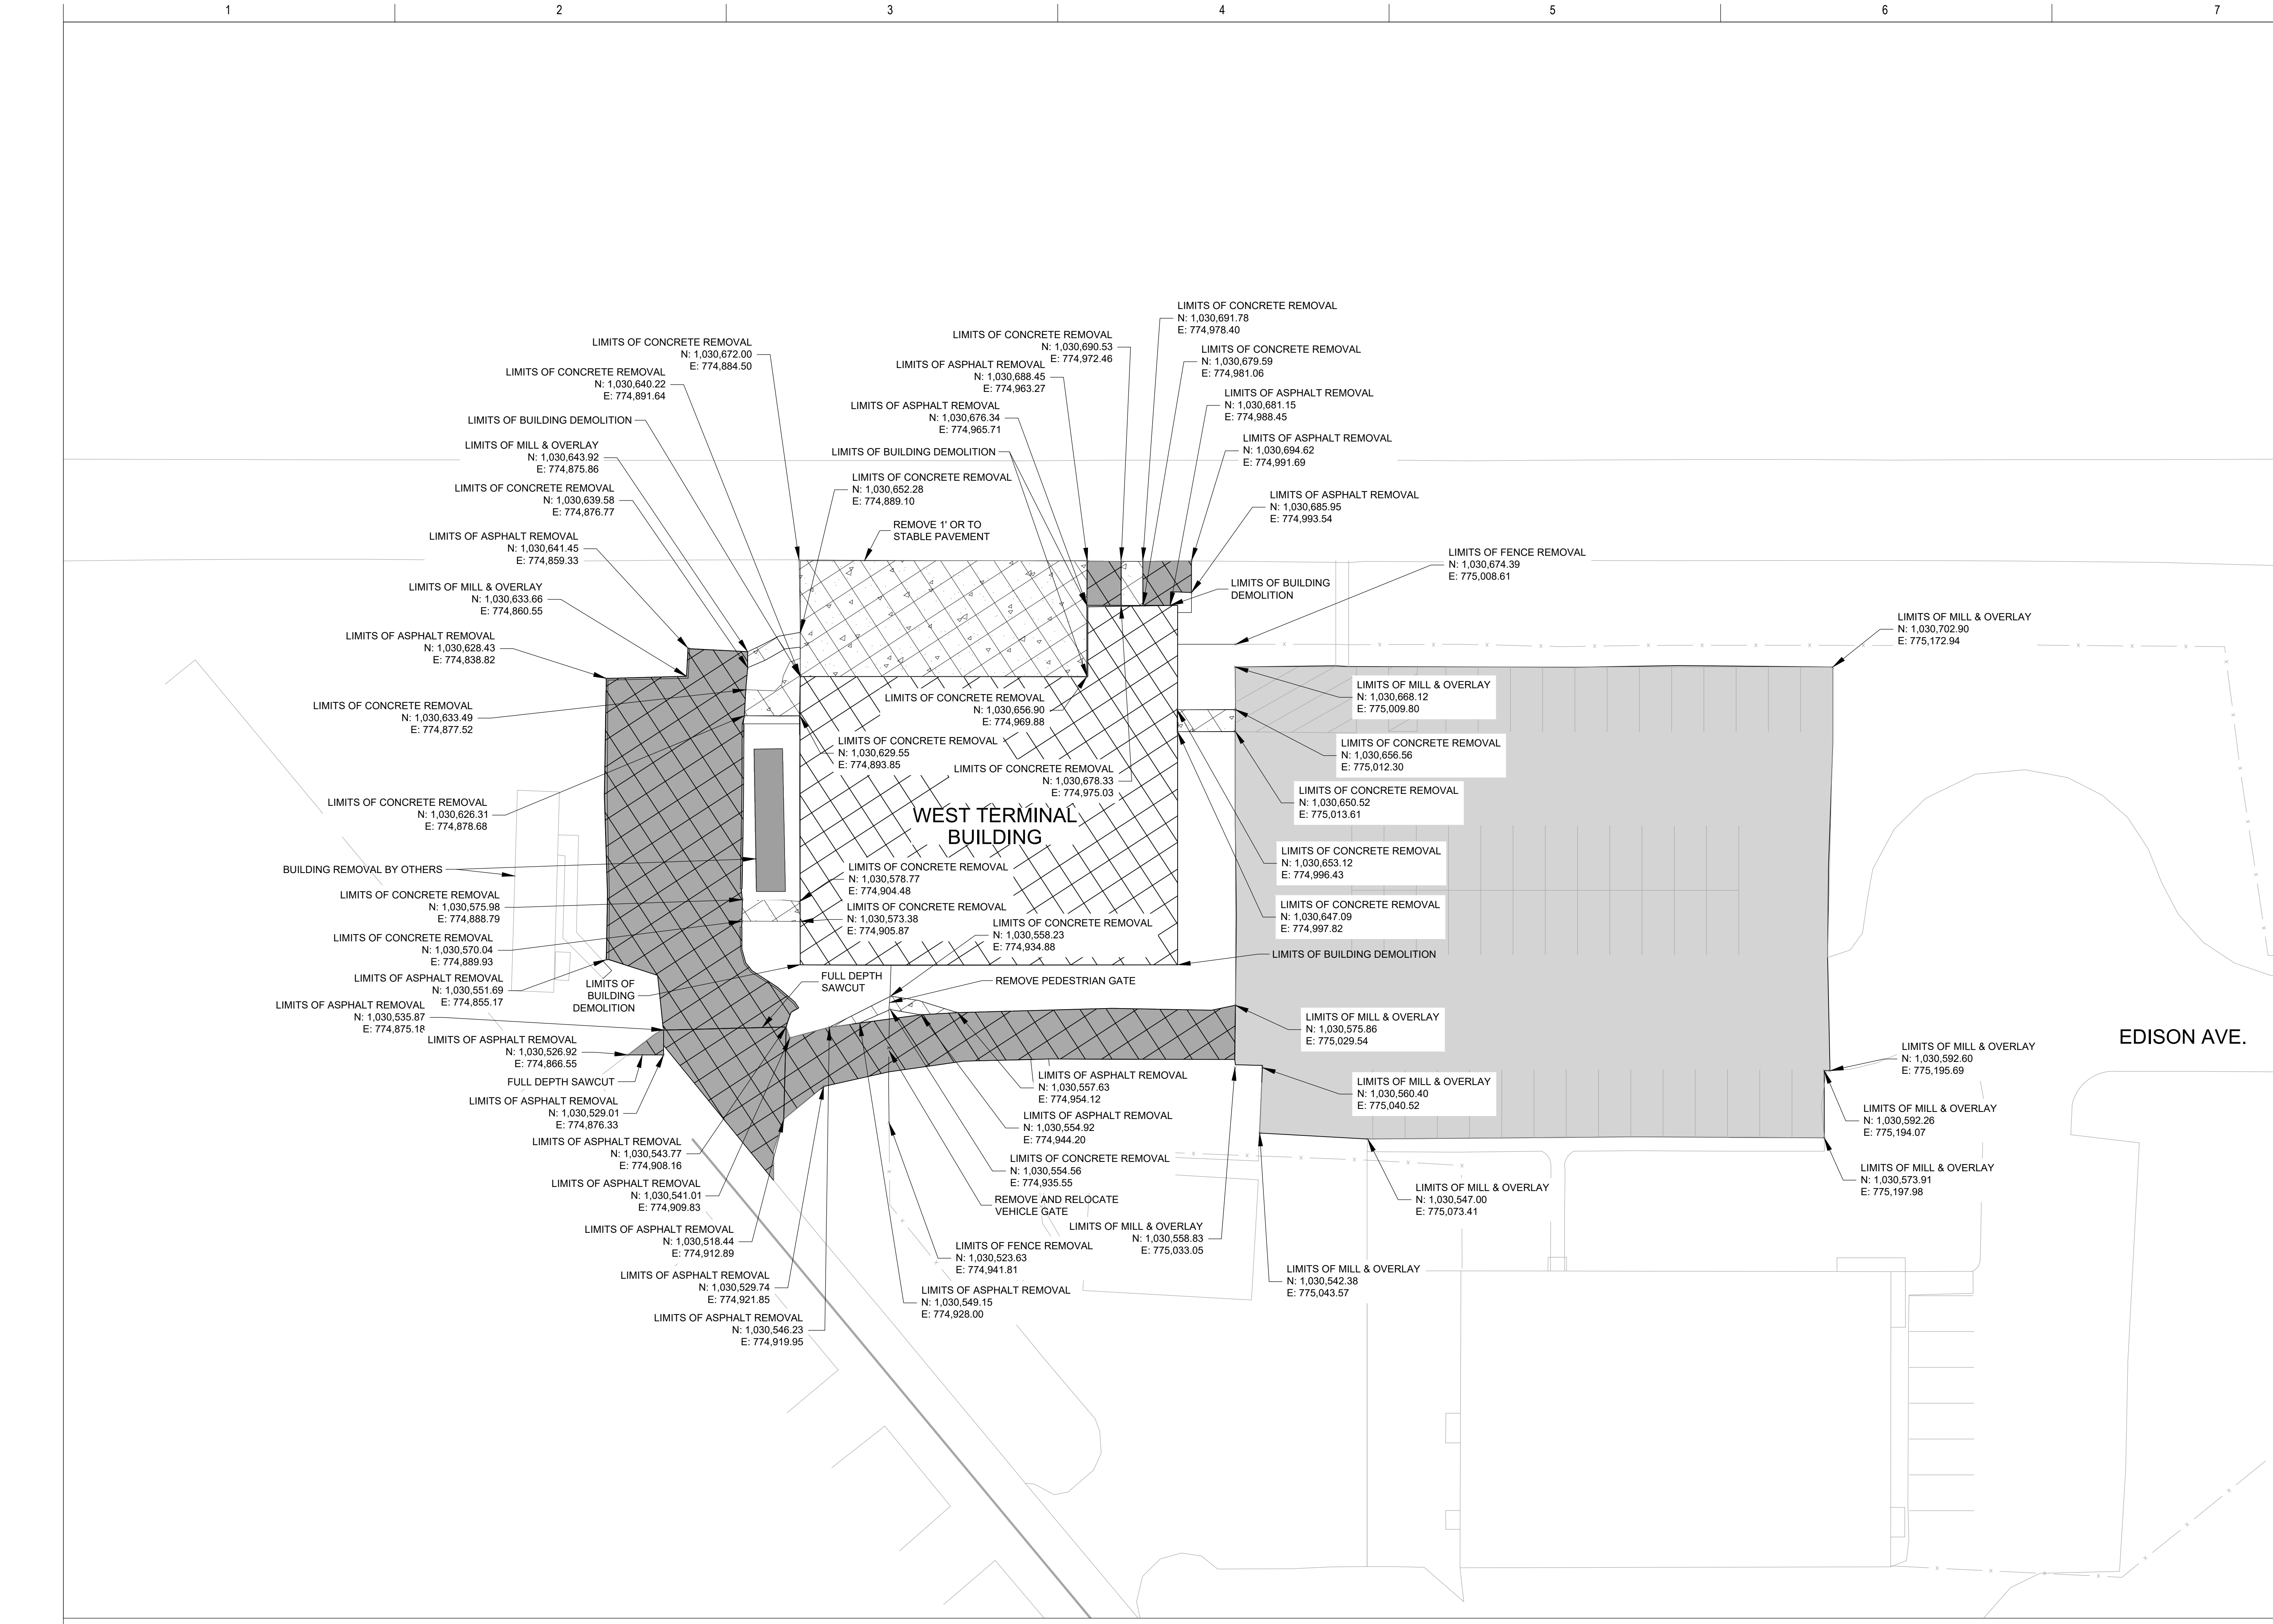 1
2
3
4
5
6
7
LIMITS OF CONCRETE REMOVAL
N: 1,030,691.78
E: 774,978.40
LIMITS OF CONCRETE REMOVAL
N: 1,030,690.53
E: 774,972.46
LIMITS OF CONCRETE REMOVAL
N: 1,030,672.00
E: 774,884.50
LIMITS OF CONCRETE REMOVAL
N: 1,030,679.59
E: 774,981.06
LIMITS OF ASPHALT REMOVAL
N: 1,030,688.45
E: 774,963.27
LIMITS OF CONCRETE REMOVAL
N: 1,030,640.22
E: 774,891.64
LIMITS OF ASPHALT REMOVAL
N: 1,030,681.15
E: 774,988.45
LIMITS OF ASPHALT REMOVAL
N: 1,030,676.34
E: 774,965.71
LIMITS OF BUILDING DEMOLITION
LIMITS OF ASPHALT REMOVAL
N: 1,030,694.62
E: 774,991.69
LIMITS OF MILL & OVERLAY
N: 1,030,643.92
E: 774,875.86
LIMITS OF BUILDING DEMOLITION
LIMITS OF CONCRETE REMOVAL
N: 1,030,652.28
E: 774,889.10
LIMITS OF CONCRETE REMOVAL
N: 1,030,639.58
E: 774,876.77
LIMITS OF ASPHALT REMOVAL
N: 1,030,685.95
E: 774,993.54
REMOVE 1' OR TO
STABLE PAVEMENT
LIMITS OF ASPHALT REMOVAL
N: 1,030,641.45
E: 774,859.33
LIMITS OF FENCE REMOVAL
N: 1,030,674.39
E: 775,008.61
LIMITS OF BUILDING
DEMOLITION
LIMITS OF MILL & OVERLAY
N: 1,030,633.66
E: 774,860.55
LIMITS OF MILL & OVERLAY
N: 1,030,702.90
E: 775,172.94
LIMITS OF ASPHALT REMOVAL
N: 1,030,628.43
E: 774,838.82
LIMITS OF MILL & OVERLAY
N: 1,030,668.12
E: 775,009.80
LIMITS OF CONCRETE REMOVAL
N: 1,030,656.90
E: 774,969.88
LIMITS OF CONCRETE REMOVAL
N: 1,030,633.49
E: 774,877.52
LIMITS OF CONCRETE REMOVAL
N: 1,030,629.55
E: 774,893.85
LIMITS OF CONCRETE REMOVAL
N: 1,030,656.56
E: 775,012.30
LIMITS OF CONCRETE REMOVAL
N: 1,030,678.33
E: 774,975.03
LIMITS OF CONCRETE REMOVAL
N: 1,030,650.52
E: 775,013.61
LIMITS OF CONCRETE REMOVAL
N: 1,030,626.31
E: 774,878.68
WEST TERMINAL
BUILDING
LIMITS OF CONCRETE REMOVAL
N: 1,030,653.12
E: 774,996.43
BUILDING REMOVAL BY OTHERS
LIMITS OF CONCRETE REMOVAL
N: 1,030,578.77
E: 774,904.48
LIMITS OF CONCRETE REMOVAL
N: 1,030,575.98
E: 774,888.79
LIMITS OF CONCRETE REMOVAL
N: 1,030,647.09
E: 774,997.82
LIMITS OF CONCRETE REMOVAL
N: 1,030,573.38
E: 774,905.87
LIMITS OF CONCRETE REMOVAL
N: 1,030,558.23
E: 774,934.88
LIMITS OF CONCRETE REMOVAL
N: 1,030,570.04
E: 774,889.93
LIMITS OF BUILDING DEMOLITION
LIMITS OF ASPHALT REMOVAL
N: 1,030,551.69
E: 774,855.17
LIMITS OF
BUILDING
DEMOLITION
FULL DEPTH
SAWCUT
REMOVE PEDESTRIAN GATE
LIMITS OF ASPHALT REMOVAL
N: 1,030,535.87
E: 774,875.18
LIMITS OF MILL & OVERLAY
N: 1,030,575.86
E: 775,029.54
EDISON AVE.
LIMITS OF ASPHALT REMOVAL
N: 1,030,526.92
E: 774,866.55
LIMITS OF MILL & OVERLAY
N: 1,030,592.60
E: 775,195.69
FULL DEPTH SAWCUT
LIMITS OF ASPHALT REMOVAL
N: 1,030,557.63
E: 774,954.12
LIMITS OF MILL & OVERLAY
N: 1,030,560.40
E: 775,040.52
LIMITS OF ASPHALT REMOVAL
N: 1,030,529.01
E: 774,876.33
LIMITS OF MILL & OVERLAY
N: 1,030,592.26
E: 775,194.07
LIMITS OF ASPHALT REMOVAL
N: 1,030,554.92
E: 774,944.20
LIMITS OF ASPHALT REMOVAL
N: 1,030,543.77
E: 774,908.16
LIMITS OF CONCRETE REMOVAL
N: 1,030,554.56
E: 774,935.55
LIMITS OF MILL & OVERLAY
N: 1,030,573.91
E: 775,197.98
LIMITS OF ASPHALT REMOVAL
N: 1,030,541.01
E: 774,909.83
LIMITS OF MILL & OVERLAY
N: 1,030,547.00
E: 775,073.41
REMOVE AND RELOCATE
VEHICLE GATE
LIMITS OF ASPHALT REMOVAL
N: 1,030,518.44
E: 774,912.89
LIMITS OF MILL & OVERLAY
N: 1,030,558.83
E: 775,033.05
LIMITS OF FENCE REMOVAL
N: 1,030,523.63
E: 774,941.81
LIMITS OF MILL & OVERLAY
N: 1,030,542.38
E: 775,043.57
LIMITS OF ASPHALT REMOVAL
N: 1,030,529.74
E: 774,921.85
LIMITS OF ASPHALT REMOVAL
N: 1,030,549.15
E: 774,928.00
LIMITS OF ASPHALT REMOVAL
N: 1,030,546.23
E: 774,919.95